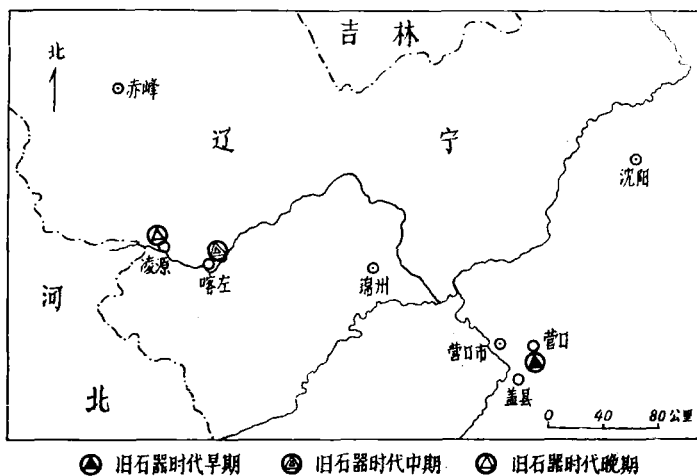 吉林
北
赤峰
辽宁
沈阳
凌源
喀左
锦州
河北
营口市
营口
盖县
0 40 80公里
旧石器时代早期 旧石器时代中期 旧石器时代晚期